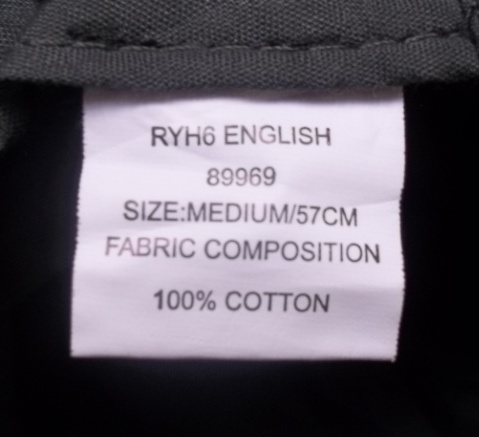 RYH6 ENGLISH
89969
SIZE:MEDIUM/57CM
FABRIC COMPOSITION
100% COTTON